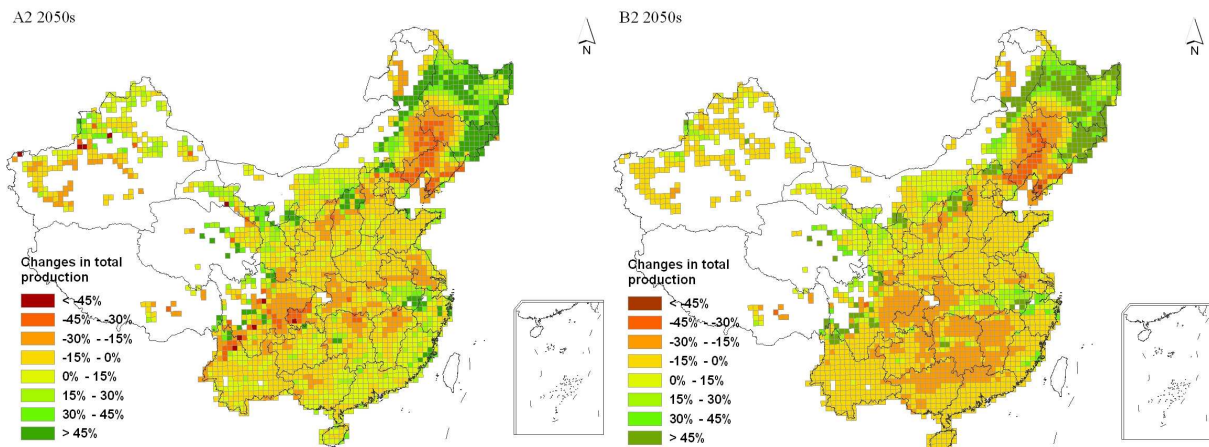 A2 2050s
N
Changes in total
production
< -45%
-45% - -30%
-30% - -15%
-15% - 0%
0% - 15%
15% - 30%
30% - 45%
> 45%
B2 2050s
N
Changes in total
production
< -45%
-45% - -30%
-30% - -15%
-15% - 0%
0% - 15%
15% - 30%
30% - 45%
> 45%